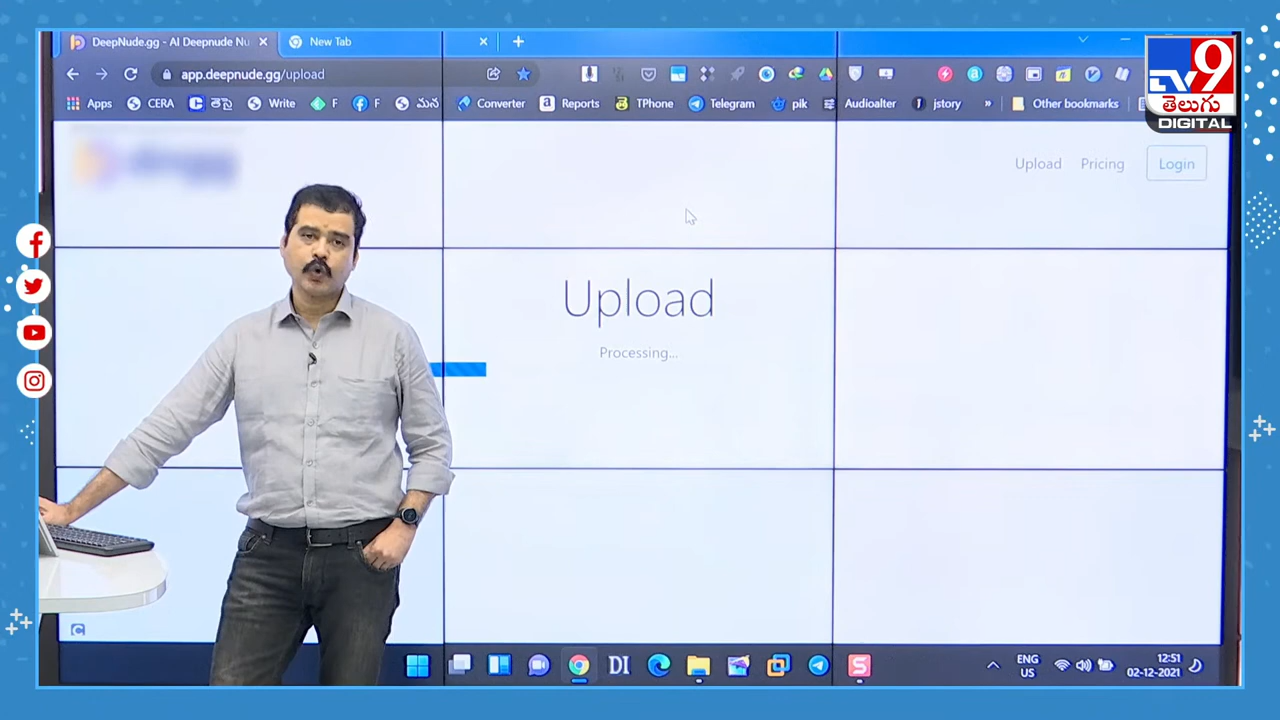 DeepNude.gg - AI Deepnude Nu
New Tab
app.deepnude.gg/upload
Apps
CERA
తెర్రి
Write
F
F
మన
Converter
Reports
TPhone
Telegram
pik
Audioalter
jstory
»
Other bookmarks
TV9
తెలుగు
DIGITAL
Upload
Pricing
Login
Upload
Processing...
DI
ENG
US
12:51
02-12-2021